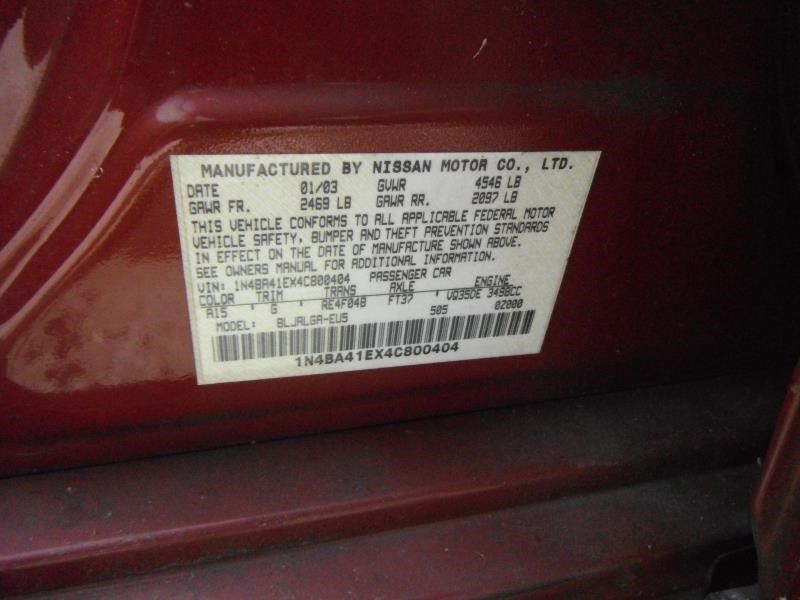 MANUFACTURED BY NISSAN MOTOR CO., LTD.
DATE 01/03 GVWR 4546 LB
GAWR FR. 2469 LB GAWR RR. 2097 LB
THIS VEHICLE CONFORMS TO ALL APPLICABLE FEDERAL MOTOR
VEHICLE SAFETY, BUMPER AND THEFT PREVENTION STANDARDS
IN EFFECT ON THE DATE OF MANUFACTURE SHOWN ABOVE.
SEE OWNERS MANUAL FOR ADDITIONAL INFORMATION.
VIN: 1N4BA41EX4C800404 PASSENGER CAR
COLOR TRIM TRANS AXLE ENGINE
A15 G RE4F04B FT37 VQ35DE 3498CC
MODEL: BLJALGA-EUS 505 02000
1N4BA41EX4C800404